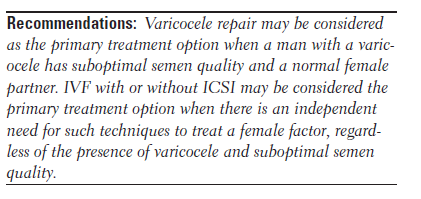 Recommendations: Varicocele repair may be considered
as the primary treatment option when a man with a varic-
ocele has suboptimal semen quality and a normal female
partner. IVF with or without ICSI may be considered the
primary treatment option when there is an independent
need for such techniques to treat a female factor, regard-
less of the presence of varicocele and suboptimal semen
quality.